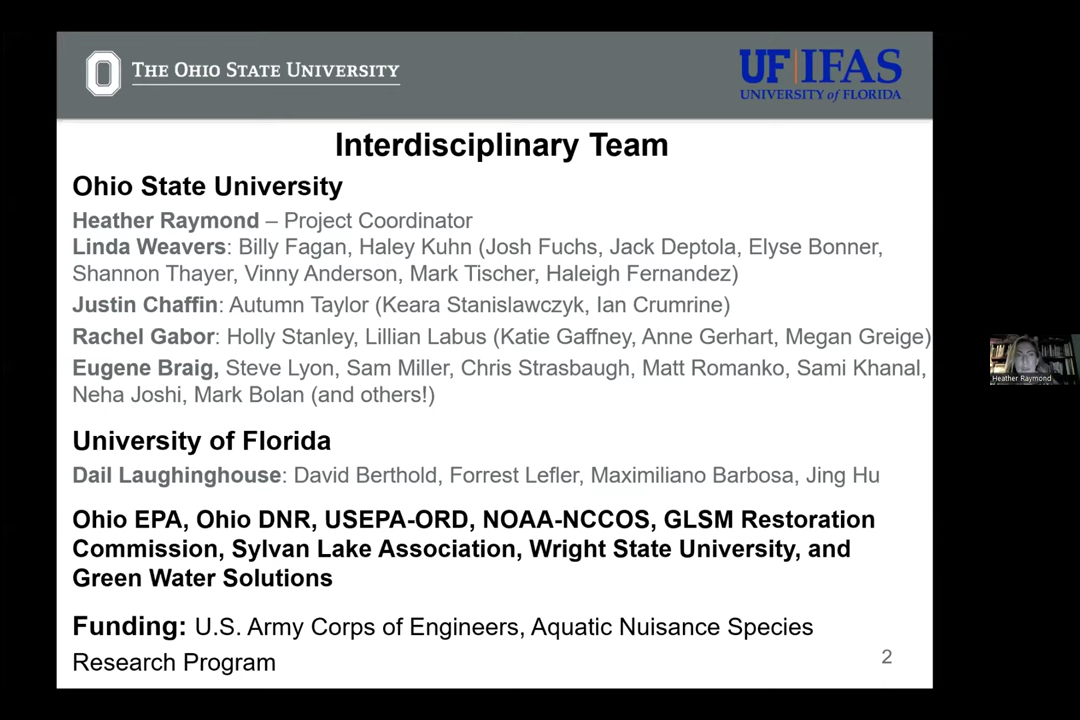 THE OHIO STATE UNIVERSITY
UF IFAS
UNIVERSITY of FLORIDA
Interdisciplinary Team
Ohio State University
Heather Raymond – Project Coordinator
Linda Weavers: Billy Fagan, Haley Kuhn (Josh Fuchs, Jack Deptola, Elyse Bonner,
Shannon Thayer, Vinny Anderson, Mark Tischer, Haleigh Fernandez)
Justin Chaffin: Autumn Taylor (Keara Stanislawczyk, Ian Crumrine)
Rachel Gabor: Holly Stanley, Lillian Labus (Katie Gaffney, Anne Gerhart, Megan Greige)
Eugene Braig, Steve Lyon, Sam Miller, Chris Strasbaugh, Matt Romanko, Sami Khanal,
Neha Joshi, Mark Bolan (and others!)
University of Florida
Dail Laughinghouse: David Berthold, Forrest Lefler, Maximiliano Barbosa, Jing Hu
Ohio EPA, Ohio DNR, USEPA-ORD, NOAA-NCCOS, GLSM Restoration
Commission, Sylvan Lake Association, Wright State University, and
Green Water Solutions
Funding: U.S. Army Corps of Engineers, Aquatic Nuisance Species
Research Program
2
Heather Raymond